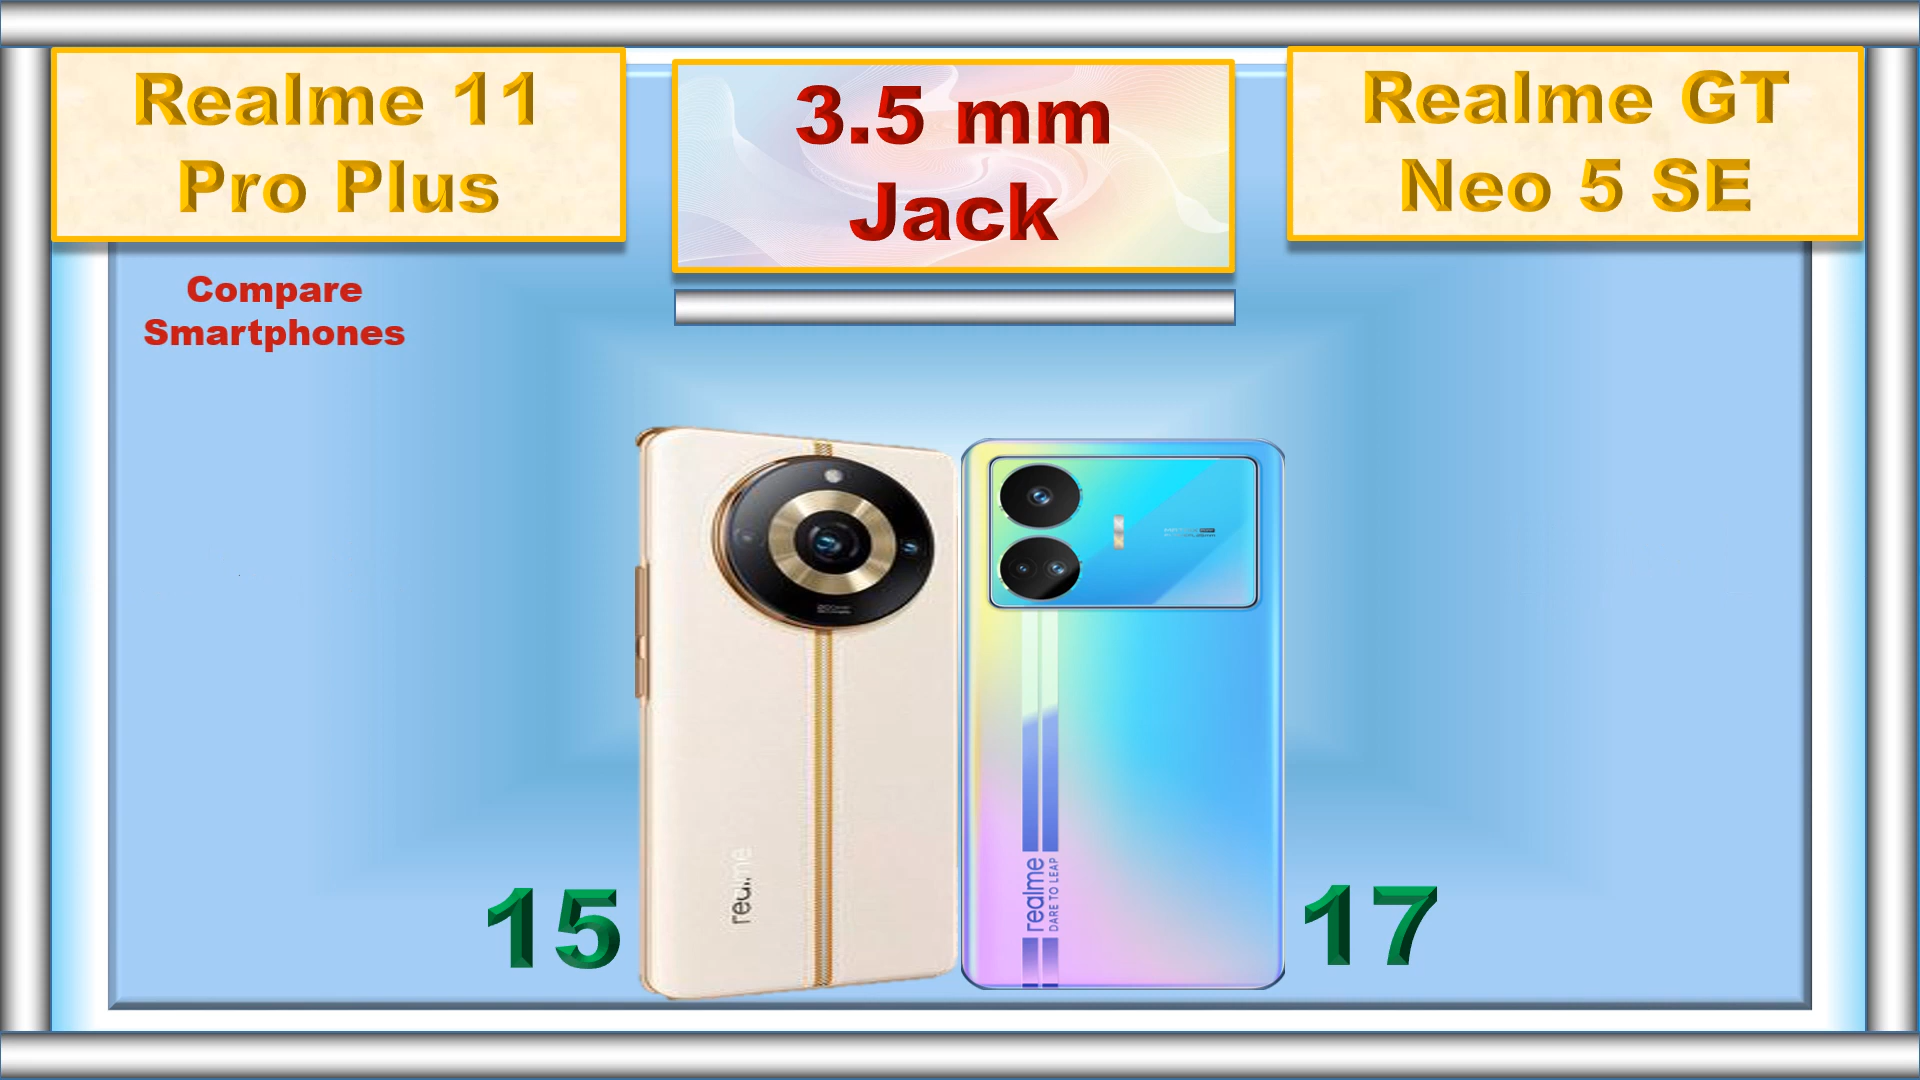 Realme 11
Pro Plus
3.5 mm
Jack
Realme GT
Neo 5 SE
Compare
Smartphones
realme
realme
DARE TO LEAP
15
17